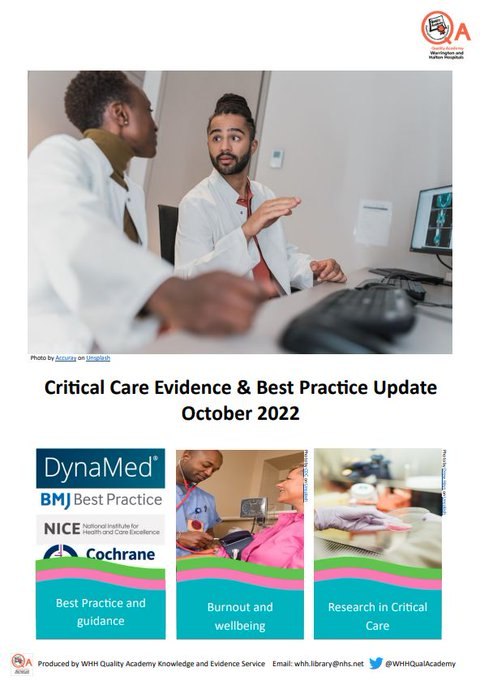 QA
Quality Academy
Warrington and
Halton Hospitals
Photo by Accuray on Unsplash
Critical Care Evidence & Best Practice Update
October 2022
DynaMed®
BMJ Best Practice
NICE National Institute for
Health and Care Excellence
Cochrane
Best Practice and
guidance
Burnout and
wellbeing
Research in Critical
Care
QA
Produced by WHH Quality Academy Knowledge and Evidence Service Email: whh.library@nhs.net @WHHQualAcademy